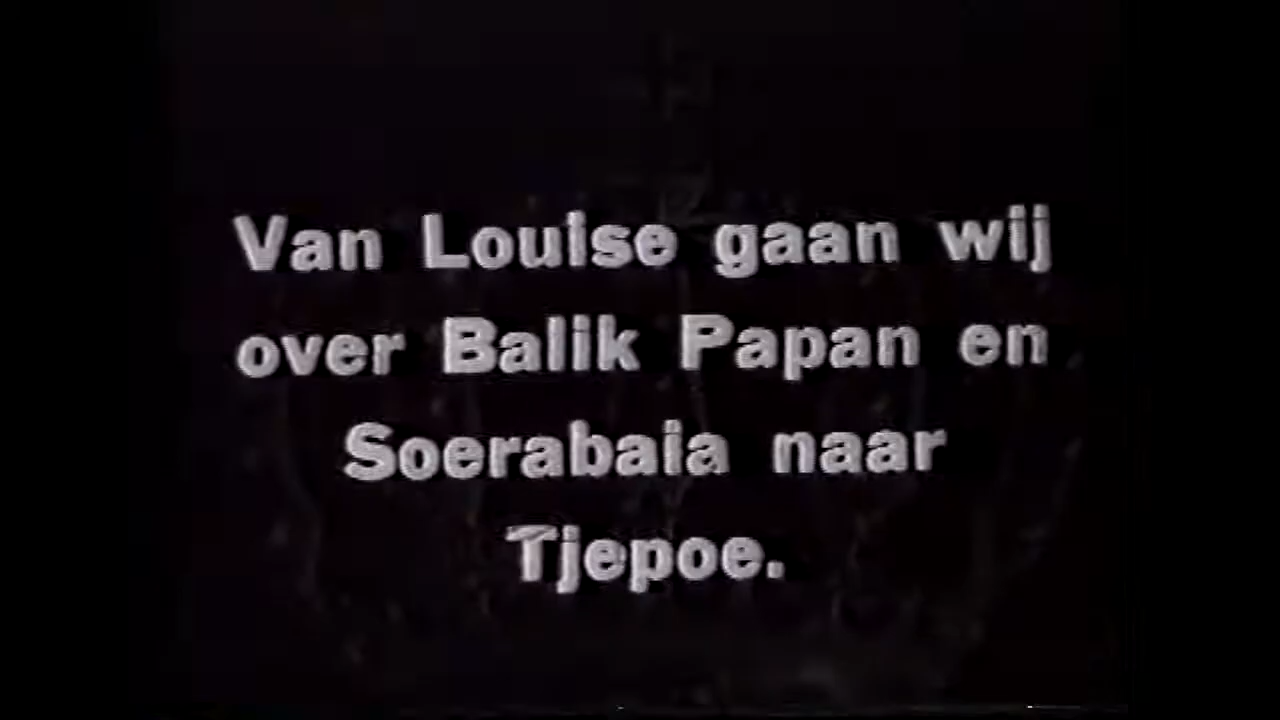 Van Louise gaan wij
over Balik Papan en
Soerabaia naar
Tjepoe.